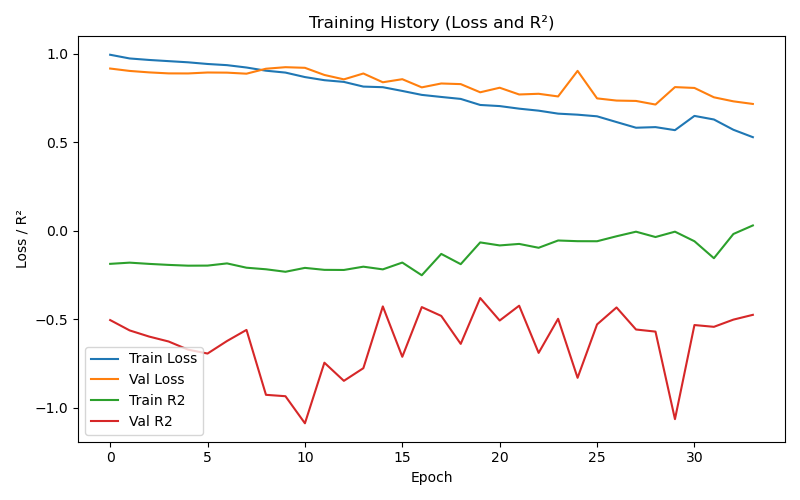 Training History (Loss and R²)
1.0
0.5
0.0
−0.5
−1.0
Loss / R²
Train Loss
Val Loss
Train R2
Val R2
0 5 10 15 20 25 30
Epoch